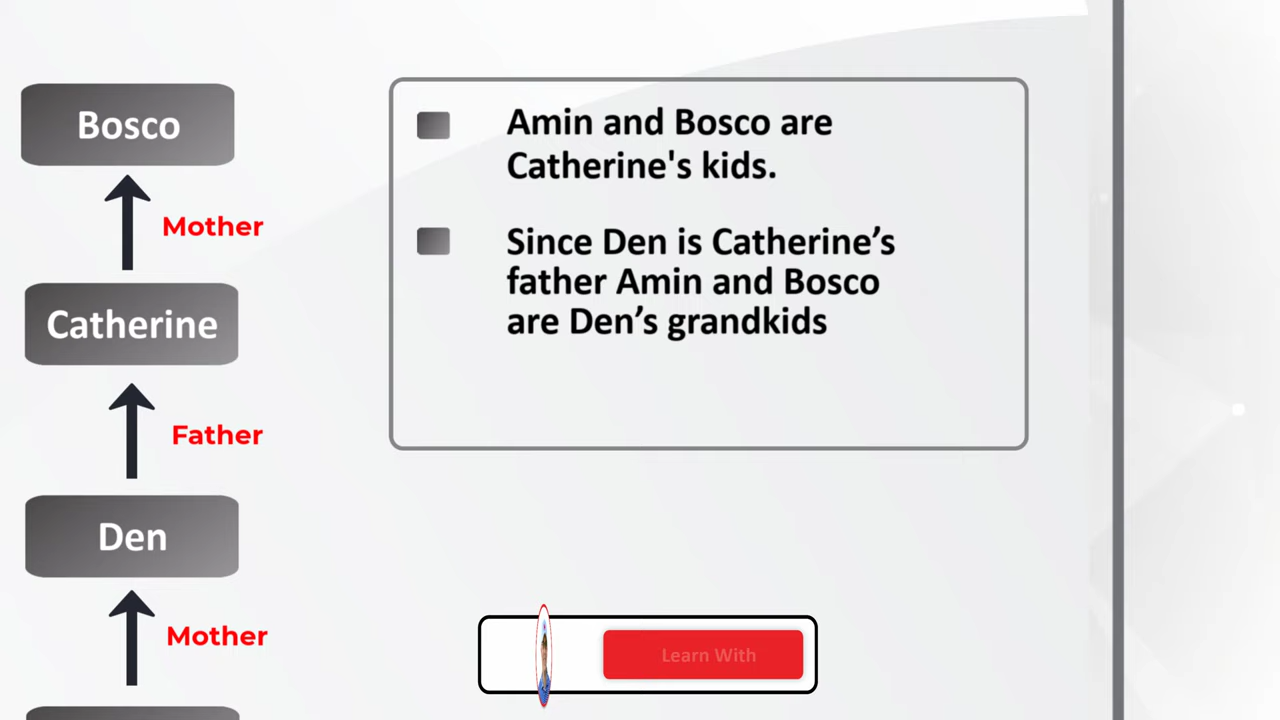 Bosco
Mother
Catherine
Father
Den
Mother
Amin and Bosco are
Catherine's kids.
Since Den is Catherine’s
father Amin and Bosco
are Den’s grandkids
Learn With